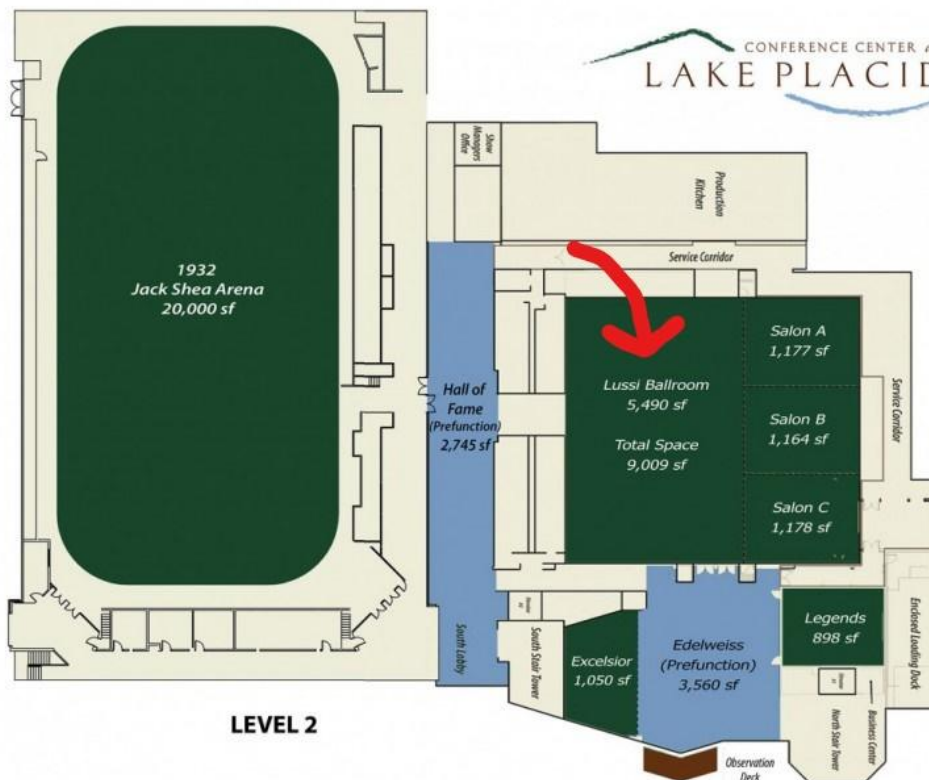 CONFERENCE CENTER
LAKE PLACID
Show
Managers
Office
Production
Kitchen
Service Corridor
1932
Jack Shea Arena
20,000 sf
Salon A
1,177 sf
Hall of
Fame
(Prefunction)
2,745 sf
Lussi Ballroom
5,490 sf
Total Space
9,009 sf
Salon B
1,164 sf
Service Corridor
Salon C
1,178 sf
South Lobby
South Stair Tower
Excelsior
1,050 sf
Edelweiss
(Prefunction)
3,560 sf
Legends
898 sf
Enclosed Loading Dock
Business Center
North Stair Tower
LEVEL 2
Observation
Deck